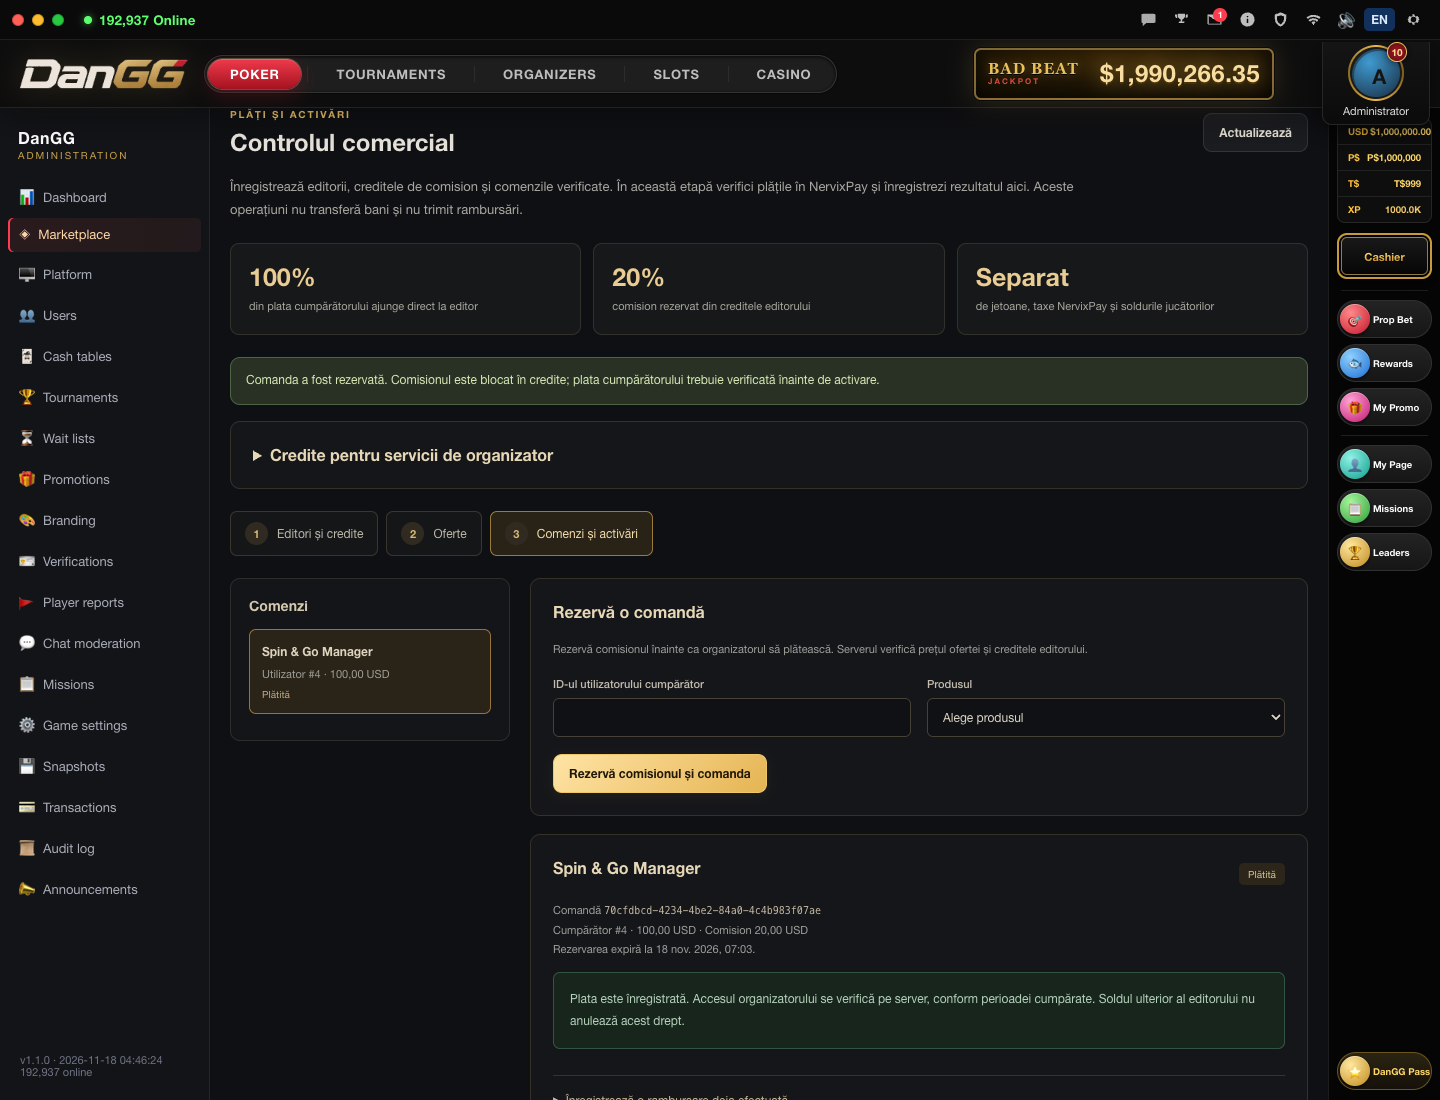 192,937 Online
1
EN
DanGG
POKER
TOURNAMENTS
ORGANIZERS
SLOTS
CASINO
BAD BEAT
JACKPOT
$1,990,266.35
10
A
Administrator
DanGG
ADMINISTRATION
Dashboard
Marketplace
Platform
Users
Cash tables
Tournaments
Wait lists
Promotions
Branding
Verifications
Player reports
Chat moderation
Missions
Game settings
Snapshots
Transactions
Audit log
Announcements
v1.1.0 · 2026-11-18 04:46:24
192,937 online
PLĂȚI ȘI ACTIVĂRI
Controlul comercial
Actualizează
Înregistrează editorii, creditele de comision și comenzile verificate. În această etapă verifici plățile în NervixPay și înregistrezi rezultatul aici. Aceste
operațiuni nu transferă bani și nu trimit rambursări.
100%
din plata cumpărătorului ajunge direct la editor
20%
comision rezervat din creditele editorului
Separat
de jetoane, taxe NervixPay și soldurile jucătorilor
Comanda a fost rezervată. Comisionul este blocat în credite; plata cumpărătorului trebuie verificată înainte de activare.
Credite pentru servicii de organizator
1 Editori și credite
2 Oferte
3 Comenzi și activări
Comenzi
Spin & Go Manager
Utilizator #4 · 100,00 USD
Plătită
Rezervă o comandă
Rezervă comisionul înainte ca organizatorul să plătească. Serverul verifică prețul ofertei și creditele editorului.
ID-ul utilizatorului cumpărător
Produsul
Alege produsul
Rezervă comisionul și comanda
Spin & Go Manager
Plătită
Comandă 70cfdbcd-4234-4be2-84a0-4c4b983f07ae
Cumpărător #4 · 100,00 USD · Comision 20,00 USD
Rezervarea expiră la 18 nov. 2026, 07:03.
Plata este înregistrată. Accesul organizatorului se verifică pe server, conform perioadei cumpărate. Soldul ulterior al editorului nu
anulează acest drept.
Înregistrează o rambursare deja efectuată
USD $1,000,000.00
P$ P$1,000,000
T$ T$999
XP 1000.0K
Cashier
Prop Bet
Rewards
My Promo
My Page
Missions
Leaders
DanGG Pass